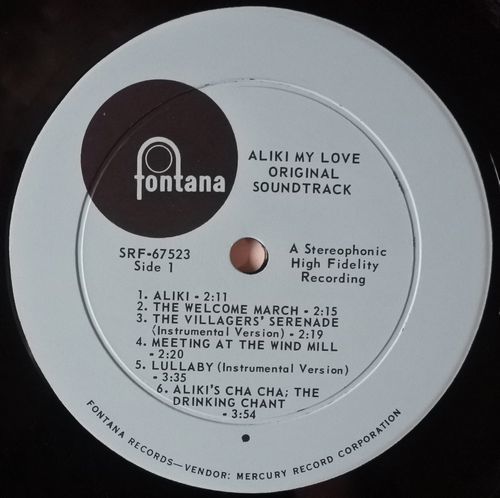 fontana
ALIKI MY LOVE
ORIGINAL
SOUNDTRACK
SRF-67523
Side 1
A Stereophonic
High Fidelity
Recording
1. ALIKI - 2:11
2. THE WELCOME MARCH - 2:15
3. THE VILLAGERS' SERENADE
(Instrumental Version) - 2:19
4. MEETING AT THE WIND MILL
- 2:20
5. LULLABY (Instrumental Version)
- 3:35
6. ALIKI'S CHA CHA; THE
DRINKING CHANT
- 3:54
FONTANA RECORDS—VENDOR: MERCURY RECORD CORPORATION